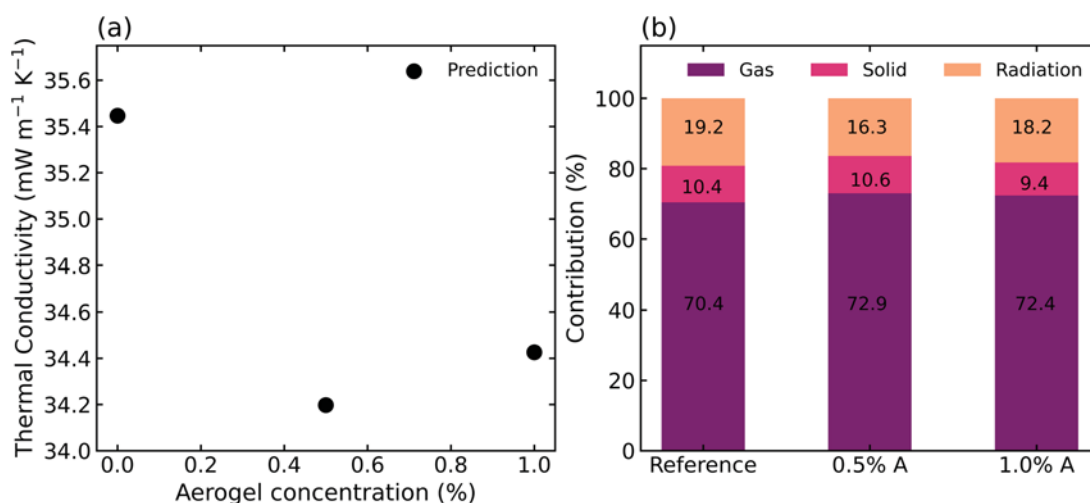 (a)
Thermal Conductivity (mW m⁻¹ K⁻¹)
35.6
35.4
35.2
35.0
34.8
34.6
34.4
34.2
34.0
Prediction
0.0 0.2 0.4 0.6 0.8 1.0
Aerogel concentration (%)
(b)
Contribution (%)
100
80
60
40
20
0
Gas Solid Radiation
19.2 16.3 18.2
10.4 10.6 9.4
70.4 72.9 72.4
Reference 0.5% A 1.0% A